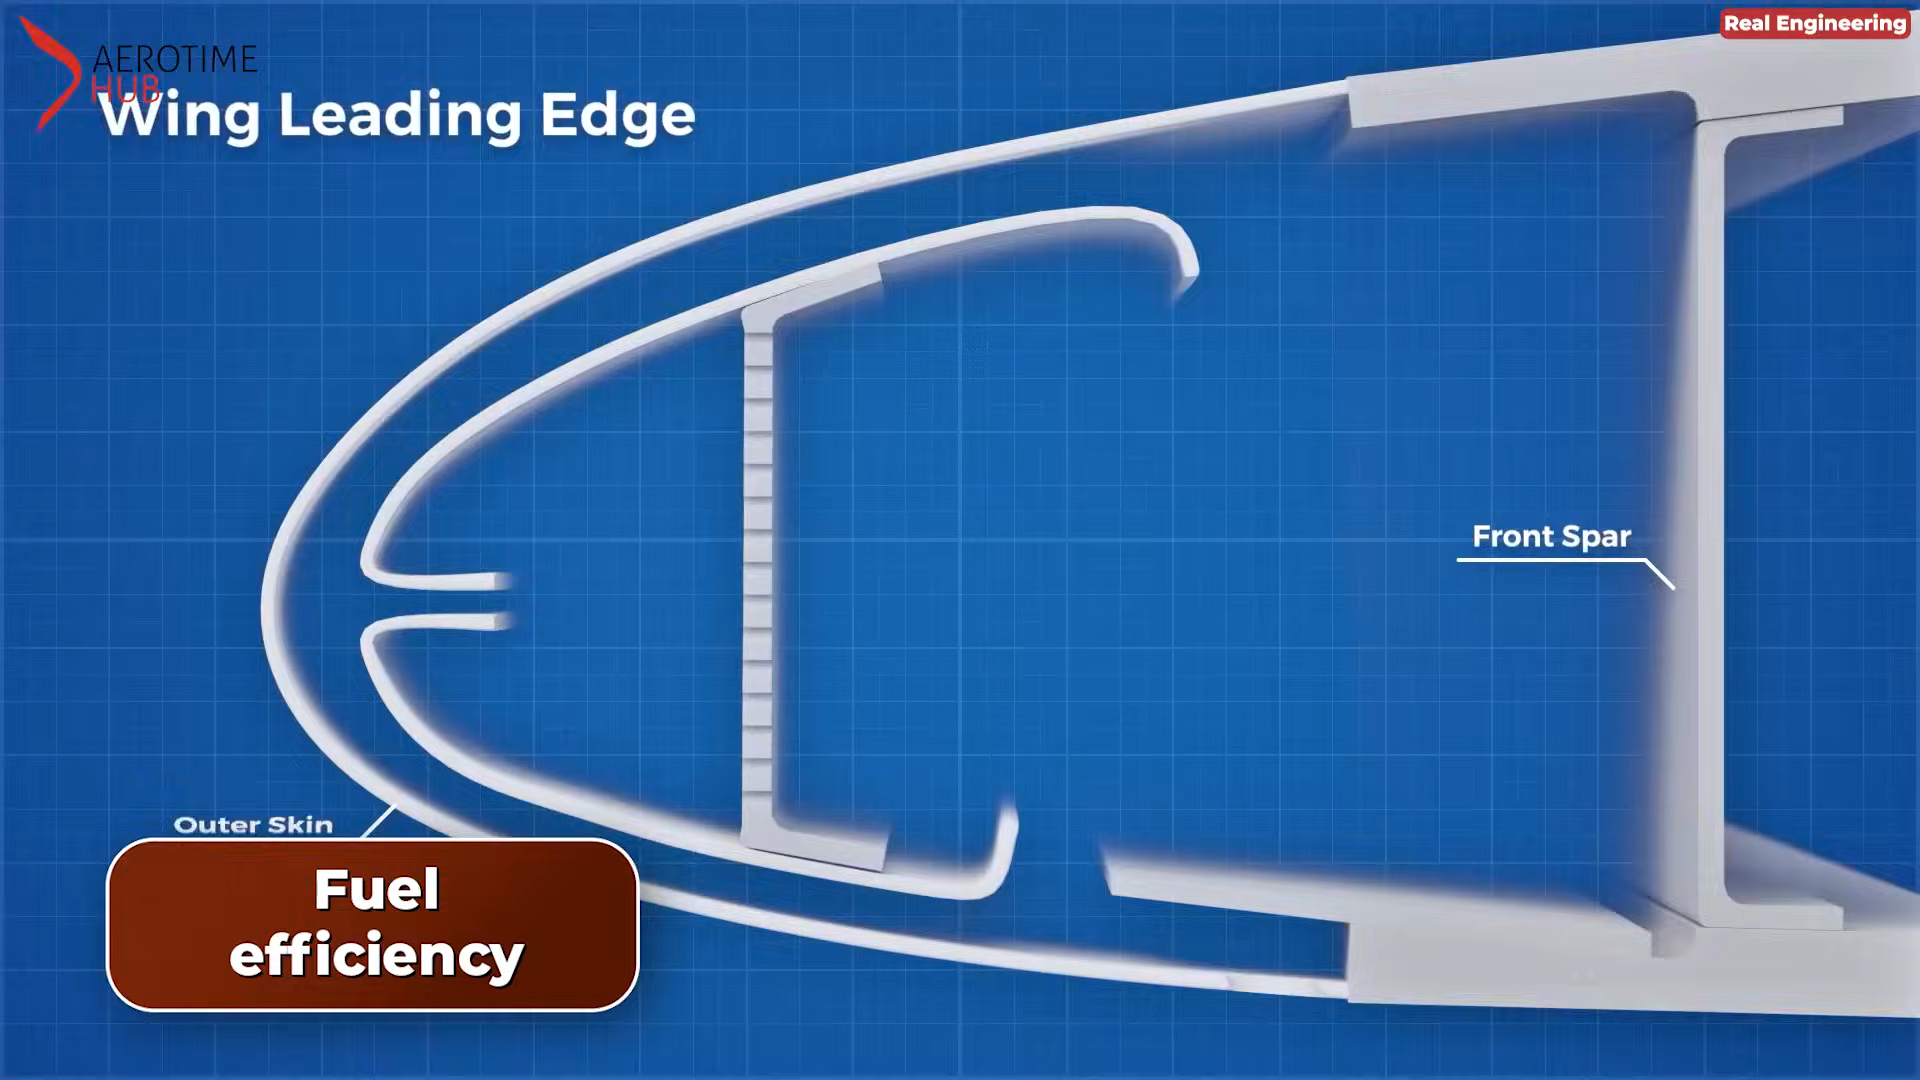 Real Engineering
AEROTIME
HUB
Wing Leading Edge
Front Spar
Outer Skin
Fuel
efficiency